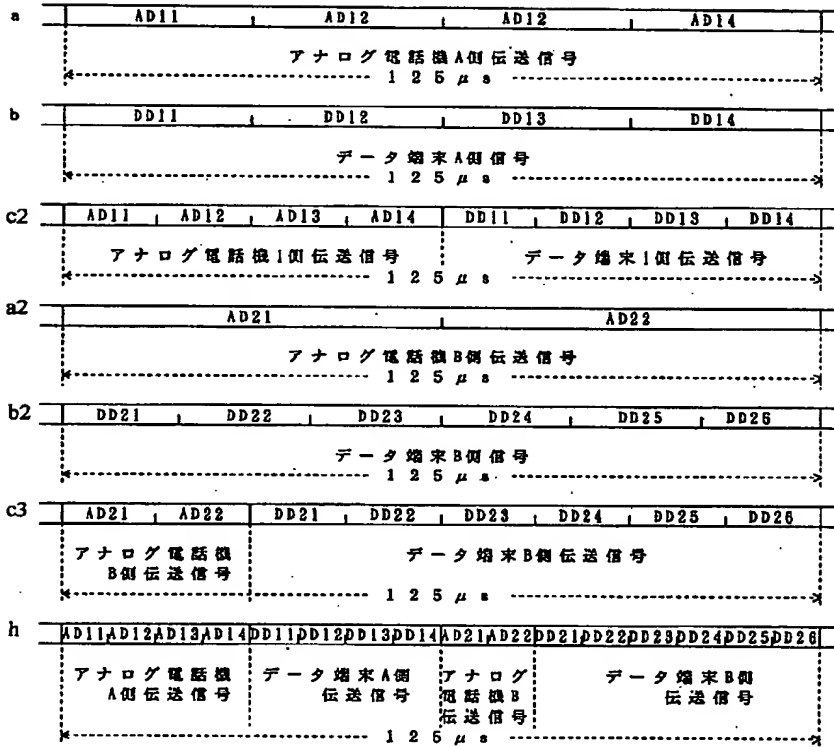 a AD11 AD12 AD12 AD14
アナログ電話機A側伝送信号
125μs
b DD11 DD12 DD13 DD14
データ端末A側信号
125μs
c2 AD11 AD12 AD13 AD14 DD11 DD12 DD13 DD14
アナログ電話機1側伝送信号 データ端末1側伝送信号
125μs
a2 AD21 AD22
アナログ電話機B側伝送信号
125μs
b2 DD21 DD22 DD23 DD24 DD25 DD26
データ端末B側信号
125μs
c3 AD21 AD22 DD21 DD22 DD23 DD24 DD25 DD26
アナログ電話機 データ端末B側伝送信号
B側伝送信号
125μs
h AD11 AD12 AD13 AD14 DD11 DD12 DD13 DD14 AD21 AD22 DD21 DD22 DD23 DD24 DD25 DD26
アナログ電話機 データ端末A側 アナログ データ端末B側
A側伝送信号 伝送信号 電話機B 伝送信号
伝送信号
125μs